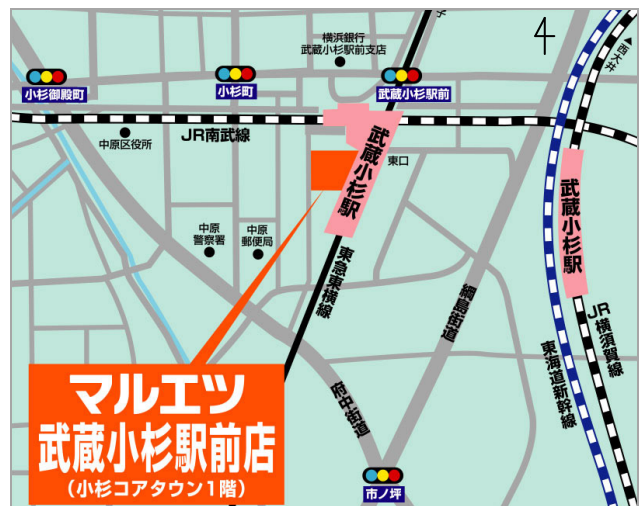 横浜銀行
武蔵小杉駅前支店
西大井
小杉御殿町
小杉町
武蔵小杉駅前
中原区役所
JR南武線
武蔵小杉駅
東口
武蔵小杉駅
中原
警察署
中原
郵便局
東急東横線
綱島街道
JR横須賀線
東海道新幹線
府中街道
マルエツ
武蔵小杉駅前店
(小杉コアタウン1階)
市ノ坪